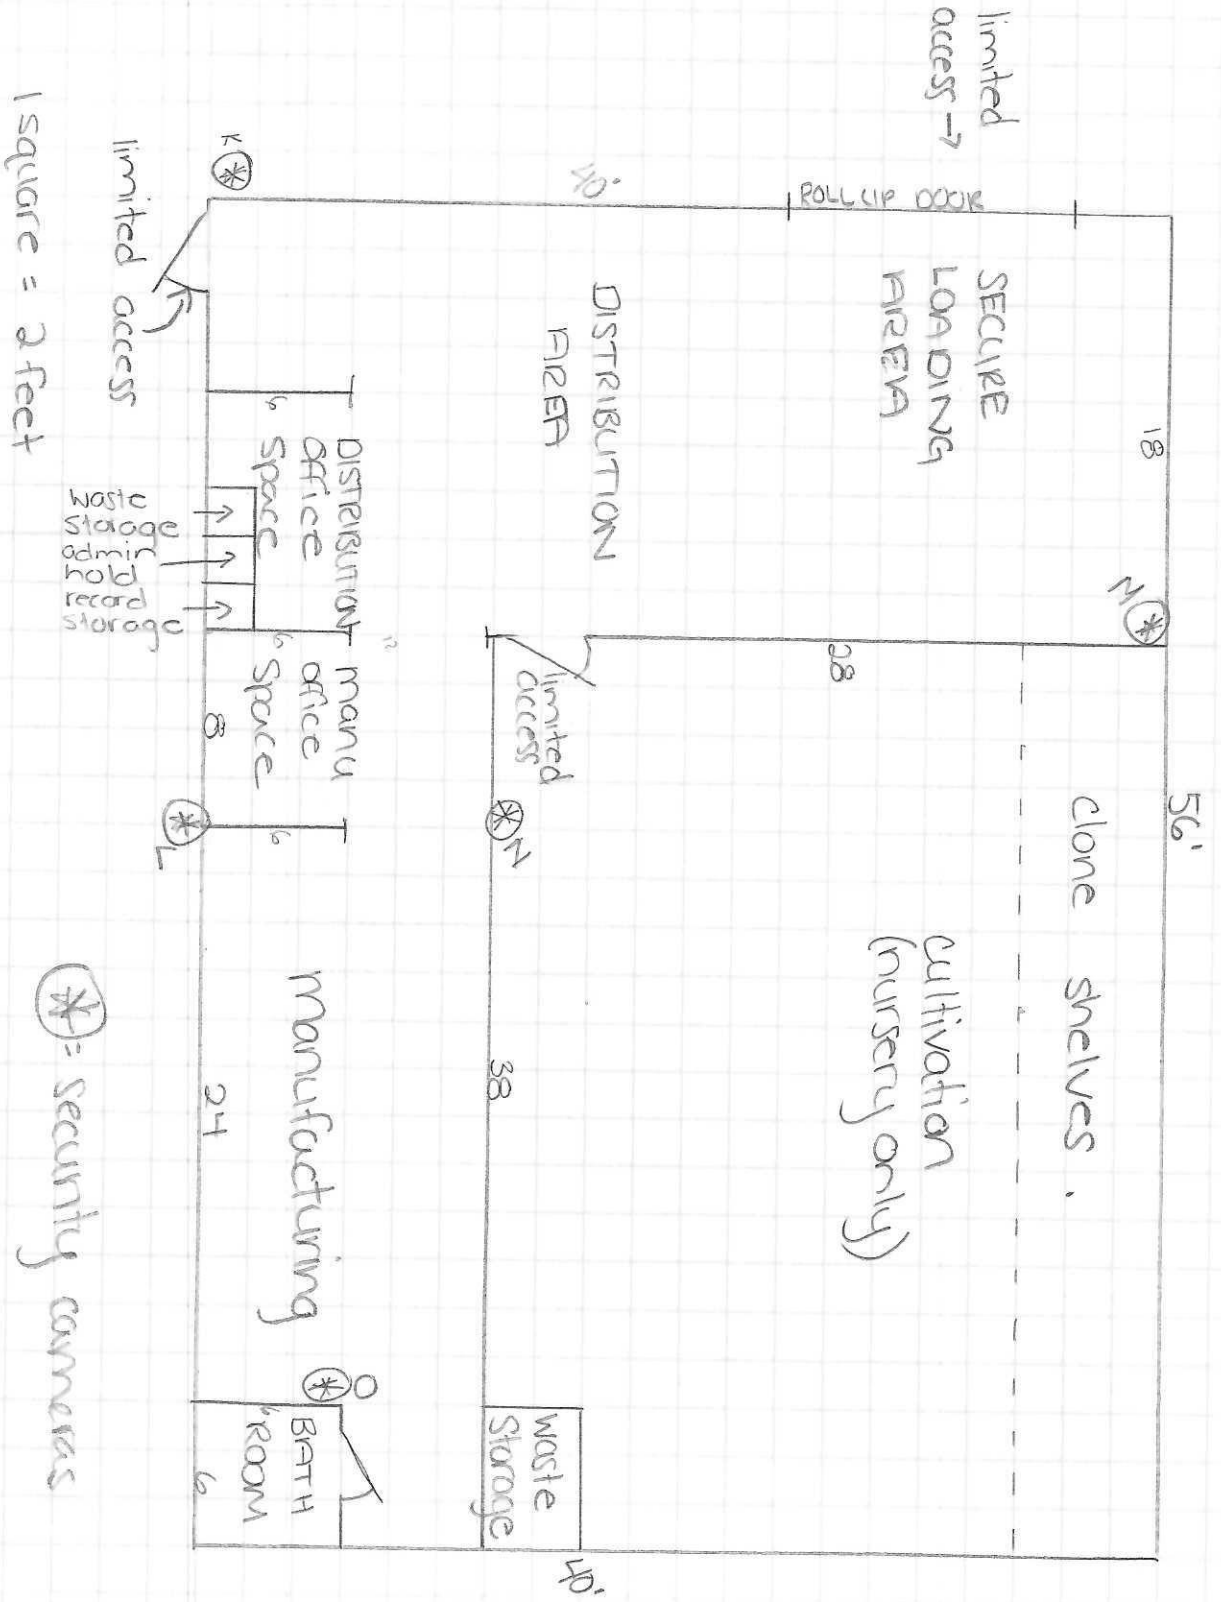 limited
access →
ROLL UP DOOR
40'
K
limited access
1 square = 2 feet
SECURE
LOADING
AREA
18
DISTRIBUTION
AREA
DISTRIBUTION
office
Space
6
waste
storage
admin
hold
record
storage
M
28
limited
access
12
6
manu
office
Space
8
6
L
N
56'
clone shelves.
cultivation
(nursery only)
38
manufacturing
24
= security cameras
O
BATH
ROOM
6
6
Waste
Storage
40'